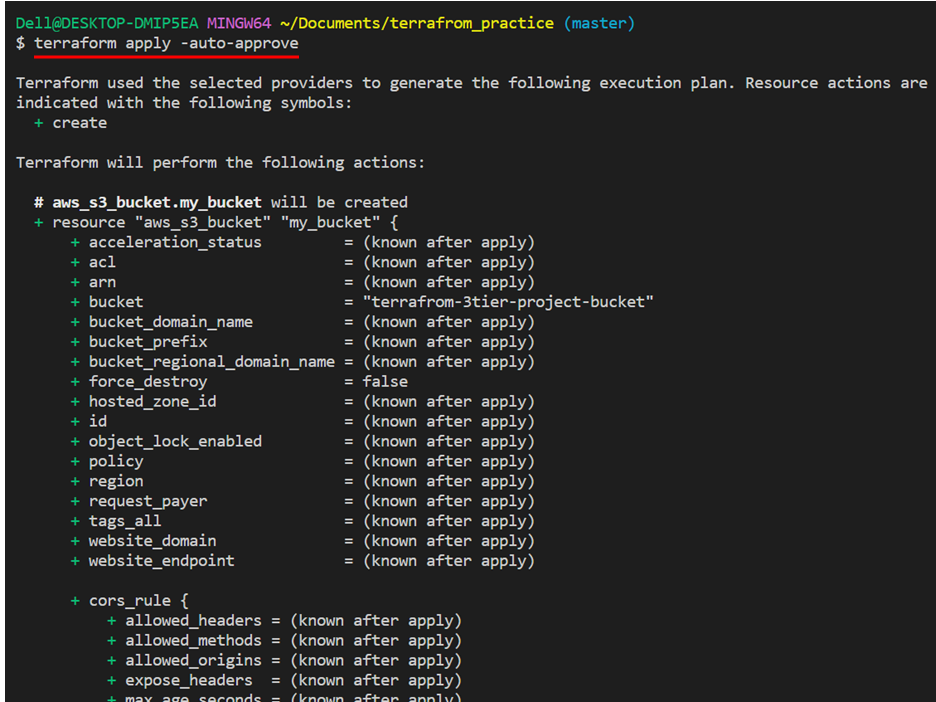 Dell@DESKTOP-DMIP5EA MINGW64 ~/Documents/terrafrom_practice (master)
$ terraform apply -auto-approve
Terraform used the selected providers to generate the following execution plan. Resource actions are
indicated with the following symbols:
+ create
Terraform will perform the following actions:
# aws_s3_bucket.my_bucket will be created
+ resource "aws_s3_bucket" "my_bucket" {
+ acceleration_status = (known after apply)
+ acl = (known after apply)
+ arn = (known after apply)
+ bucket = "terrafrom-3tier-project-bucket"
+ bucket_domain_name = (known after apply)
+ bucket_prefix = (known after apply)
+ bucket_regional_domain_name = (known after apply)
+ force_destroy = false
+ hosted_zone_id = (known after apply)
+ id = (known after apply)
+ object_lock_enabled = (known after apply)
+ policy = (known after apply)
+ region = (known after apply)
+ request_payer = (known after apply)
+ tags_all = (known after apply)
+ website_domain = (known after apply)
+ website_endpoint = (known after apply)
+ cors_rule {
+ allowed_headers = (known after apply)
+ allowed_methods = (known after apply)
+ allowed_origins = (known after apply)
+ expose_headers = (known after apply)
+ max_age_seconds = (known after apply)